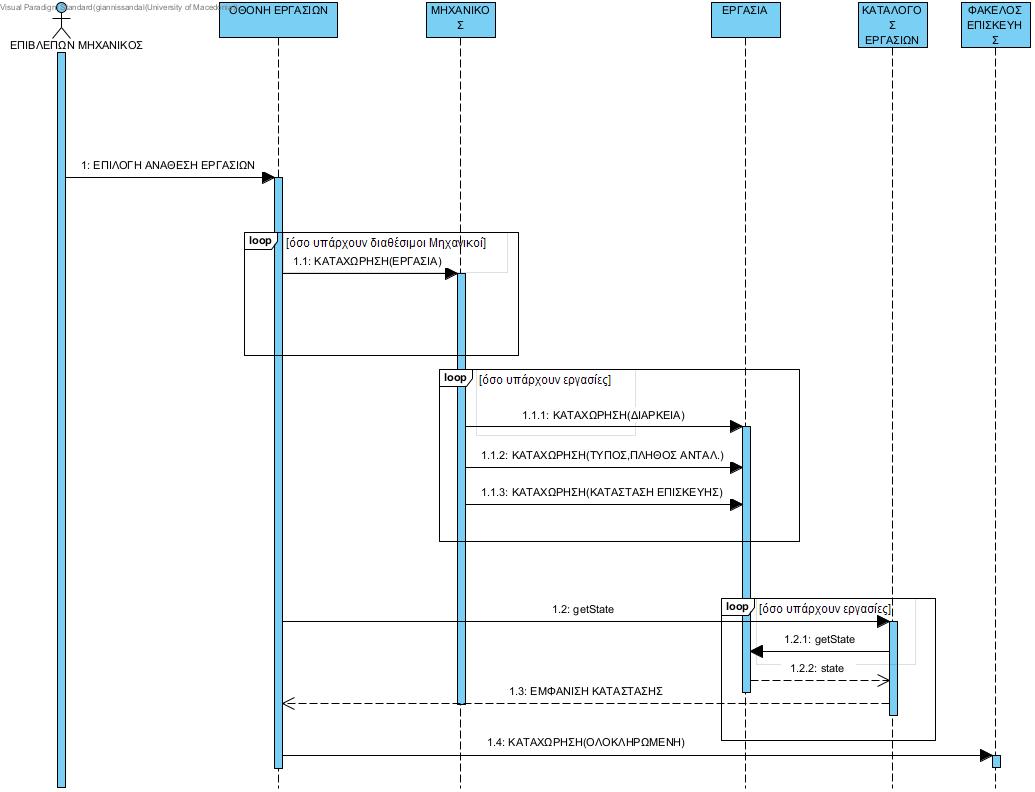 Visual Paradigm Standard(giannissandal(University of Macedonia
ΟΘΟΝΗ ΕΡΓΑΣΙΩΝ
ΜΗΧΑΝΙΚΟ
Σ
ΕΡΓΑΣΙΑ
ΚΑΤΑΛΟΓΟ
Σ
ΕΡΓΑΣΙΩΝ
ΦΑΚΕΛΟΣ
ΕΠΙΣΚΕΥΗ
Σ
ΕΠΙΒΛΕΠΩΝ ΜΗΧΑΝΙΚΟΣ
1: ΕΠΙΛΟΓΗ ΑΝΑΘΕΣΗ ΕΡΓΑΣΙΩΝ
loop [όσο υπάρχουν διαθέσιμοι Μηχανικοί]
1.1: ΚΑΤΑΧΩΡΗΣΗ(ΕΡΓΑΣΙΑ)
loop [όσο υπάρχουν εργασίες]
1.1.1: ΚΑΤΑΧΩΡΗΣΗ(ΔΙΑΡΚΕΙΑ)
1.1.2: ΚΑΤΑΧΩΡΗΣΗ(ΤΥΠΟΣ,ΠΛΗΘΟΣ ΑΝΤΑΛ.)
1.1.3: ΚΑΤΑΧΩΡΗΣΗ(ΚΑΤΑΣΤΑΣΗ ΕΠΙΣΚΕΥΗΣ)
loop [όσο υπάρχουν εργασίες]
1.2: getState
1.2.1: getState
1.2.2: state
1.3: ΕΜΦΑΝΙΣΗ ΚΑΤΑΣΤΑΣΗΣ
1.4: ΚΑΤΑΧΩΡΗΣΗ(ΟΛΟΚΛΗΡΩΜΕΝΗ)